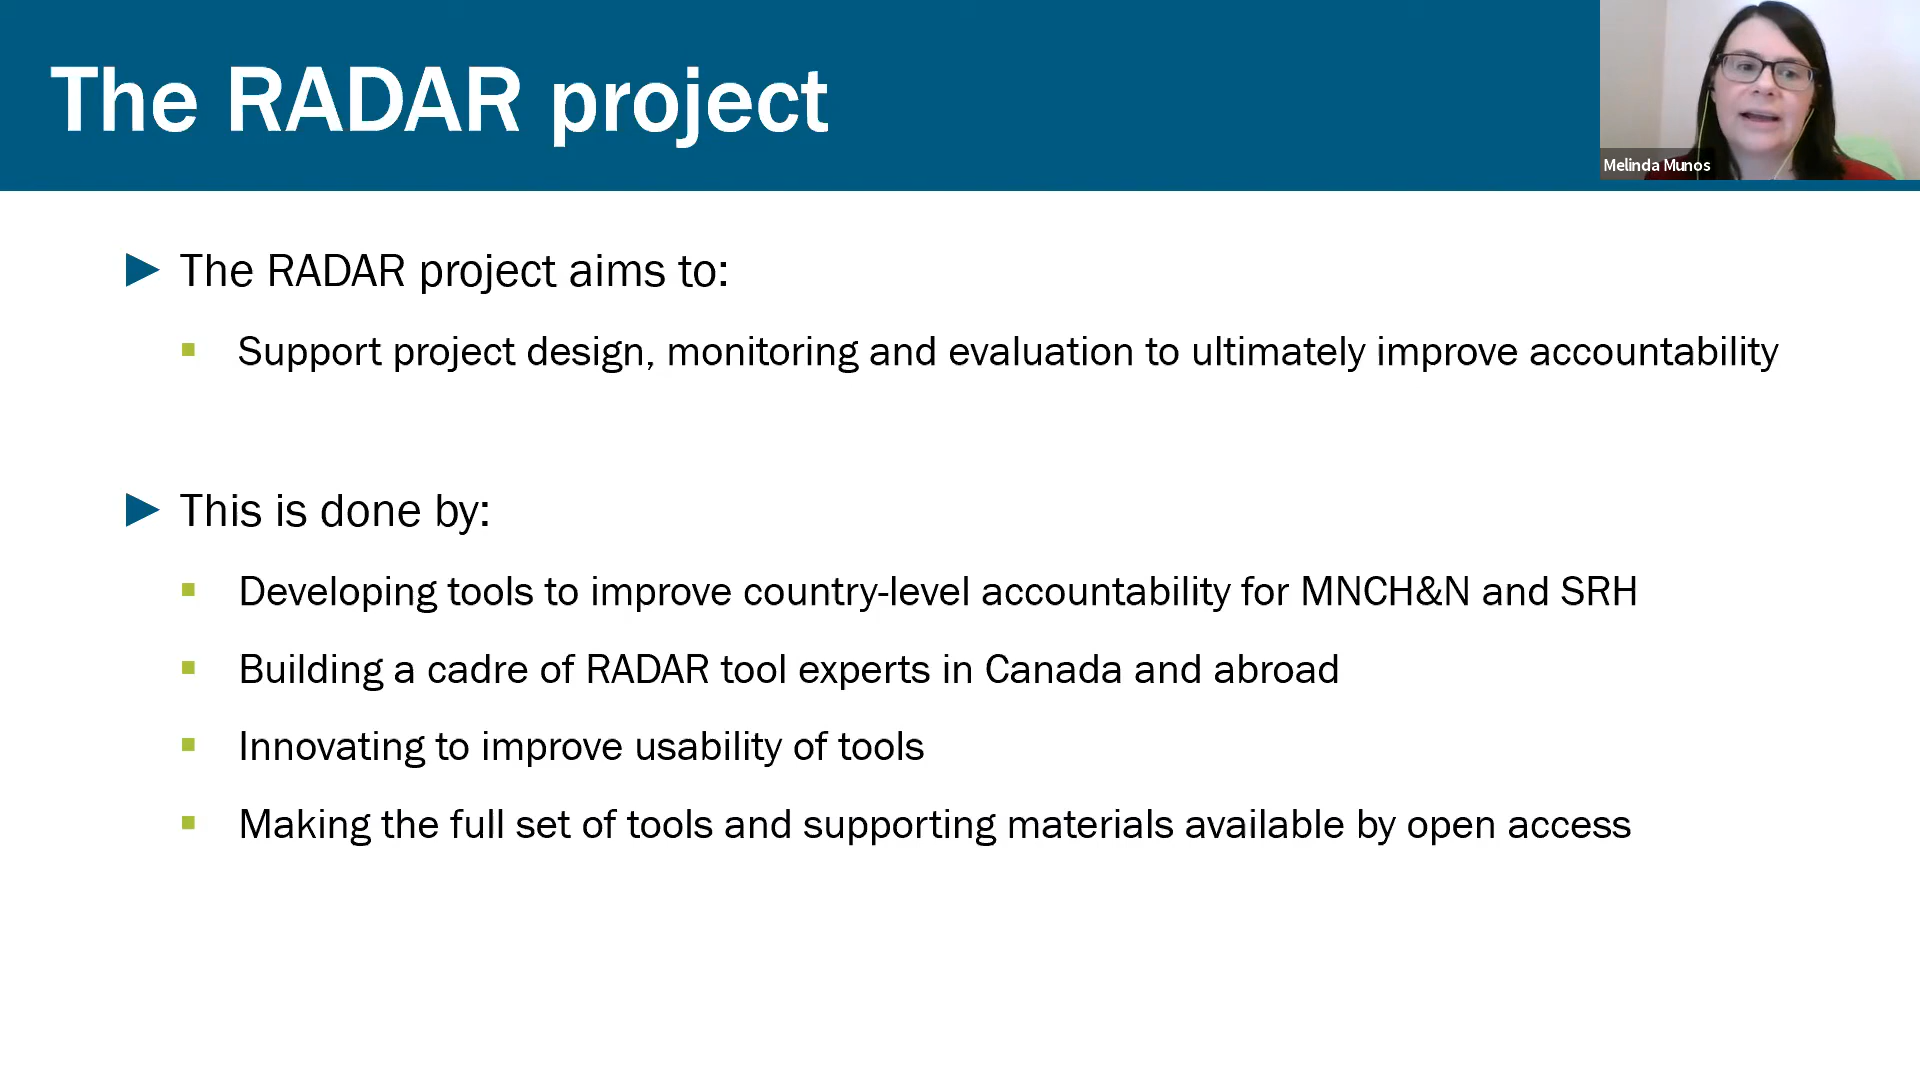 The RADAR project
Melinda Munos
The RADAR project aims to:
Support project design, monitoring and evaluation to ultimately improve accountability
This is done by:
Developing tools to improve country-level accountability for MNCH&N and SRH
Building a cadre of RADAR tool experts in Canada and abroad
Innovating to improve usability of tools
Making the full set of tools and supporting materials available by open access